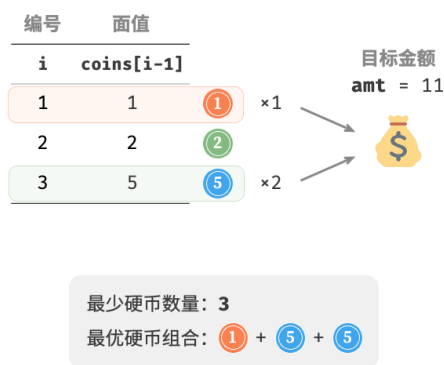 编号 面值
i coins[i-1]
目标金额
amt = 11
1 1 1 ×1
2 2 2
$
3 5 5 ×2
最少硬币数量：3
最优硬币组合：1 + 5 + 5